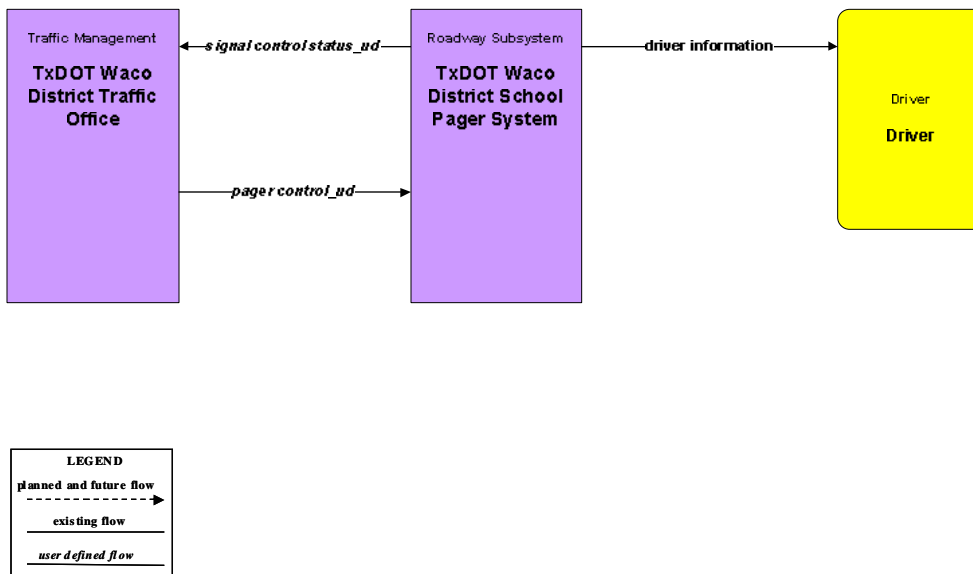 Traffic Management
TxDOT Waco
District Traffic
Office
signal control status_ud
pager control_ud
Roadway Subsystem
TxDOT Waco
District School
Pager System
driver information
Driver
Driver
LEGEND
planned and future flow
existing flow
user defined flow